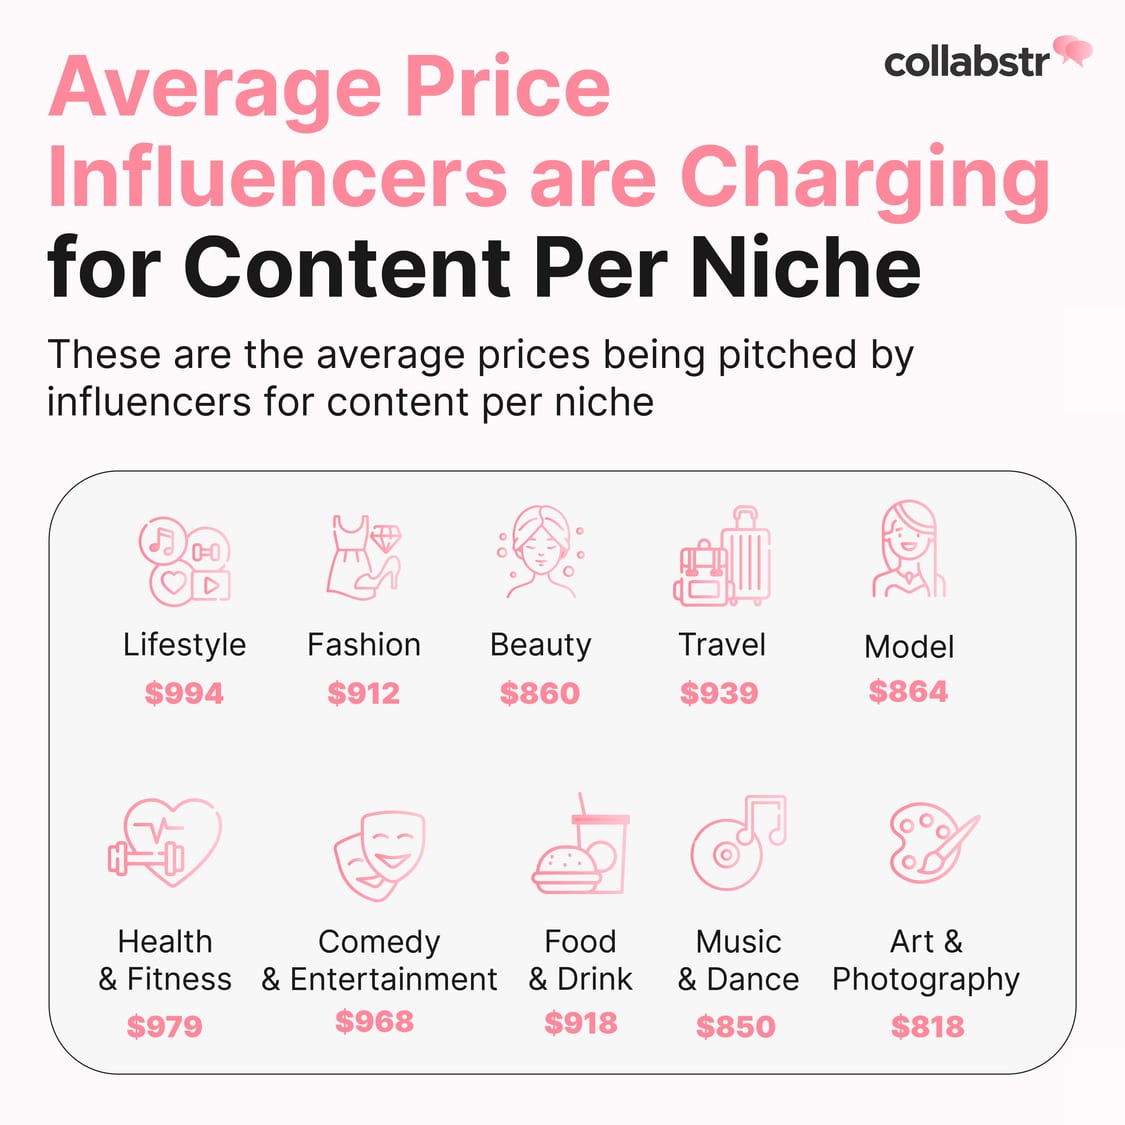 collabstr
Average Price
Influencers are Charging
for Content Per Niche
These are the average prices being pitched by
influencers for content per niche
Lifestyle
$994
Fashion
$912
Beauty
$860
Travel
$939
Model
$864
Health
& Fitness
$979
Comedy
& Entertainment
$968
Food
& Drink
$918
Music
& Dance
$850
Art &
Photography
$818